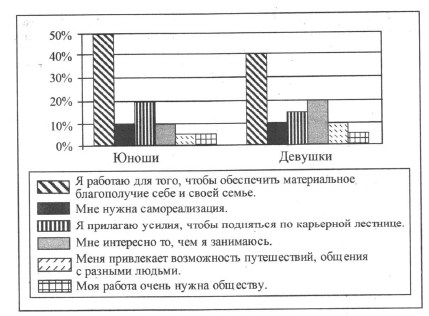 50%
40%
30%
20%
10%
0%
Юноши
Девушки
Я работаю для того, чтобы обеспечить материальное
благополучие себе и своей семье.
Мне нужна самореализация.
Я прилагаю усилия, чтобы подняться по карьерной лестнице.
Мне интересно то, чем я занимаюсь.
Меня привлекает возможность путешествий, общения
с разными людьми.
Моя работа очень нужна обществу.